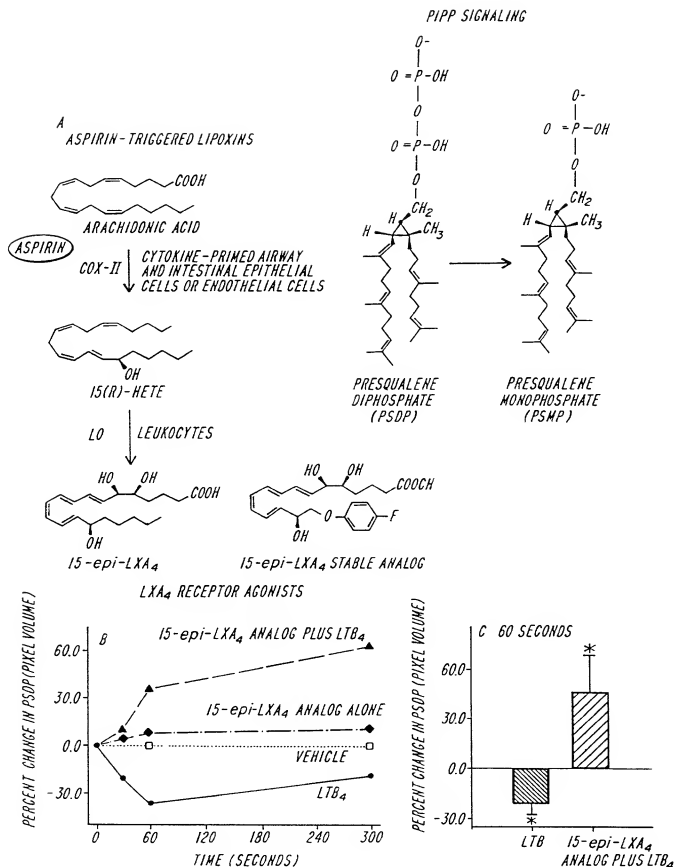 PIPP SIGNALING
O-
O=P-OH
O
O=P-OH
O
CH2
H
H
CH3
PRESQUALENE
DIPHOSPHATE
(PSDP)
O-
O=P-OH
O
CH2
H
H
CH3
PRESQUALENE
MONOPHOSPHATE
(PSMP)
A
ASPIRIN-TRIGGERED LIPOXINS
COOH
ARACHIDONIC ACID
ASPIRIN
COX-II
CYTOKINE-PRIMED AIRWAY
AND INTESTINAL EPITHELIAL
CELLS OR ENDOTHELIAL CELLS
OH
15(R)-HETE
LO
LEUKOCYTES
HO OH
COOH
OH
15-epi-LXA4
HO OH
COOCH
O
F
OH
15-epi-LXA4 STABLE ANALOG
LXA4 RECEPTOR AGONISTS
B
PERCENT CHANGE IN PSDP (PIXEL VOLUME)
60.0
30.0
0.0
-30.0
15-epi-LXA4 ANALOG PLUS LTB4
15-epi-LXA4 ANALOG ALONE
VEHICLE
LTB4
0 60 120 180 240 300
TIME (SECONDS)
C 60 SECONDS
PERCENT CHANGE IN PSDP (PIXEL VOLUME)
60.0
30.0
0.0
-30.0
*
*
LTB
15-epi-LXA4
ANALOG PLUS LTB4